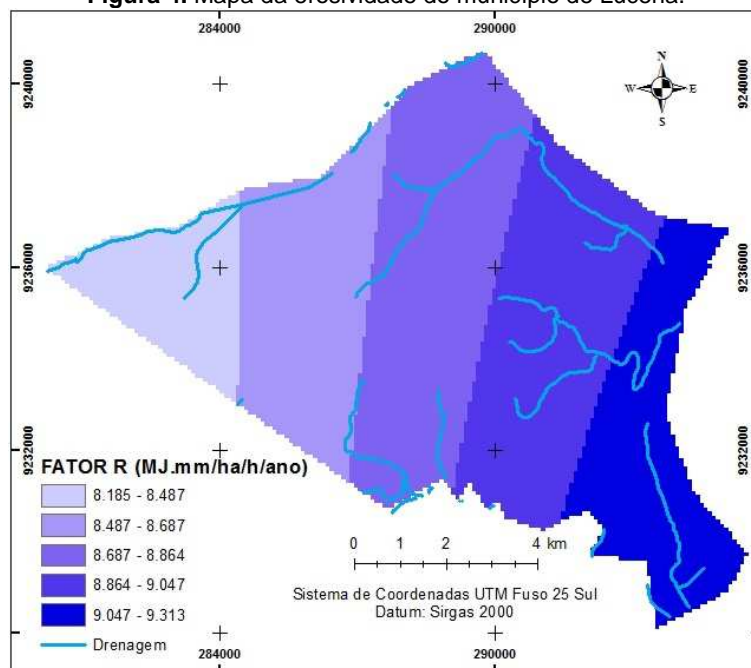 Figura 4. Mapa da erosividade do município de Lucena.
284000
290000
9240000
9240000
N
W
E
S
9236000
9236000
9232000
9232000
FATOR R (MJ.mm/ha/h/ano)
8.185 - 8.487
8.487 - 8.687
8.687 - 8.864
8.864 - 9.047
9.047 - 9.313
Drenagem
0 1 2 4 km
Sistema de Coordenadas UTM Fuso 25 Sul
Datum: Sirgas 2000
284000
290000